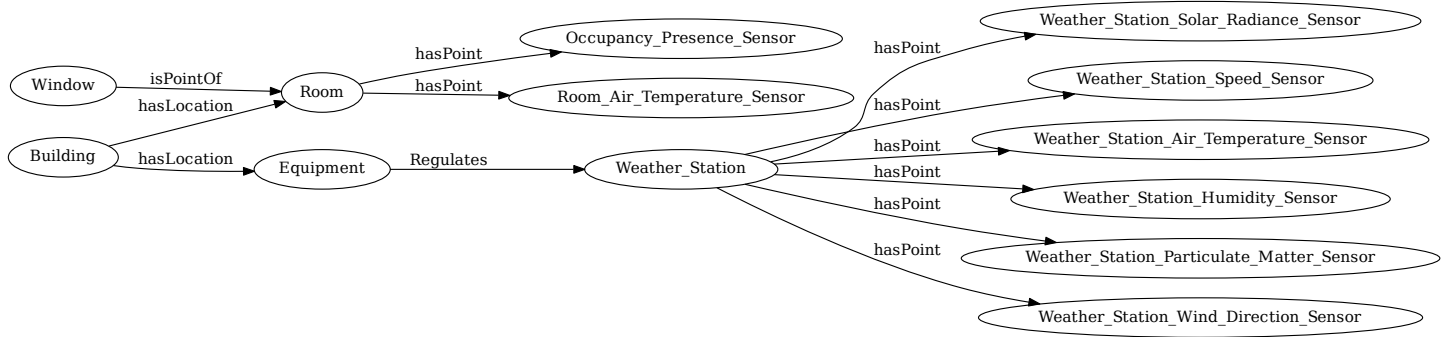 Weather_Station_Solar_Radiance_Sensor
Occupancy_Presence_Sensor
hasPoint
hasPoint
Window
isPointOf
Room
hasPoint
Room_Air_Temperature_Sensor
hasPoint
Weather_Station_Speed_Sensor
hasLocation
Building
hasLocation
Equipment
Regulates
Weather_Station
hasPoint
Weather_Station_Air_Temperature_Sensor
hasPoint
Weather_Station_Humidity_Sensor
hasPoint
Weather_Station_Particulate_Matter_Sensor
hasPoint
Weather_Station_Wind_Direction_Sensor